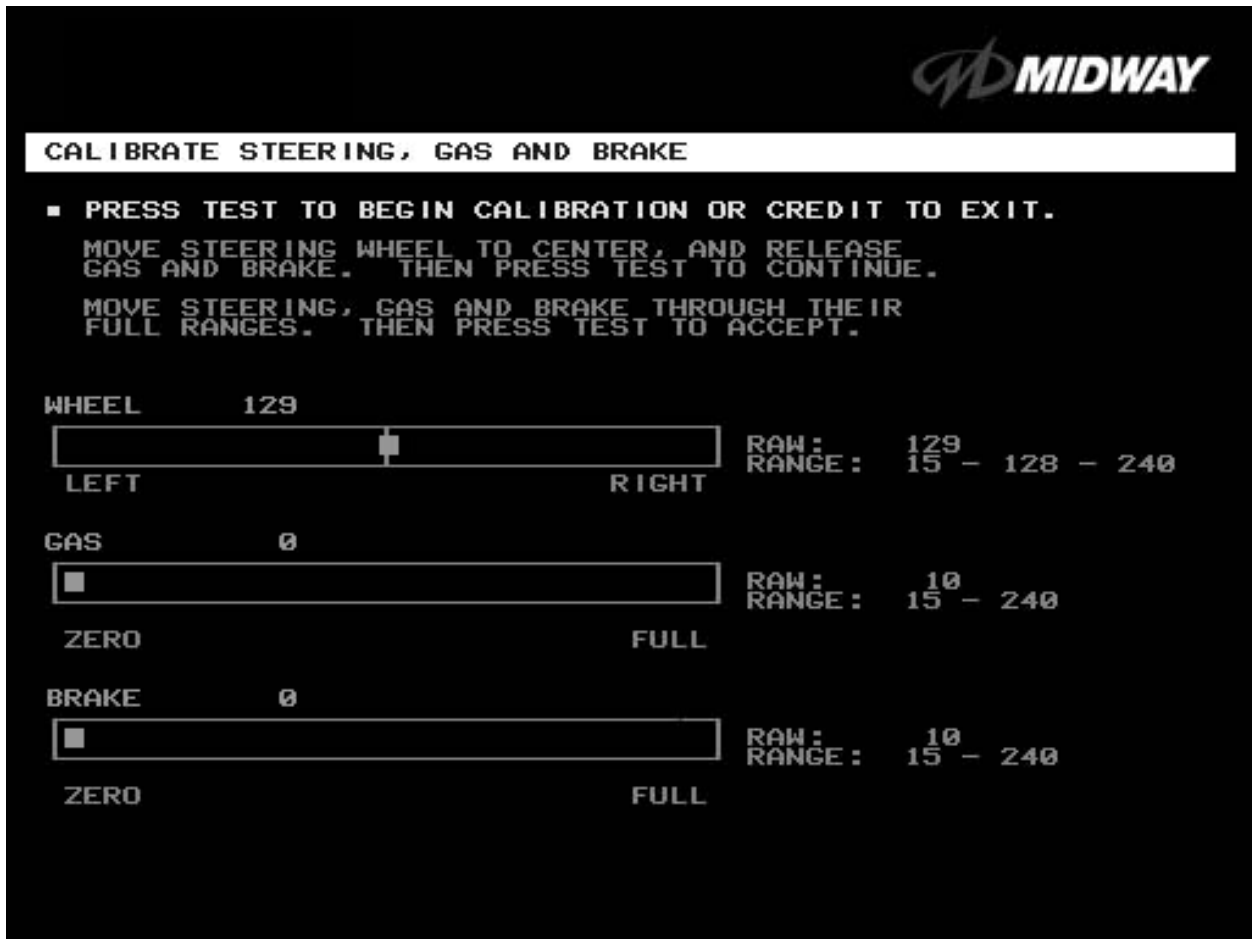 MIDWAY
CALIBRATE STEERING, GAS AND BRAKE
PRESS TEST TO BEGIN CALIBRATION OR CREDIT TO EXIT.
MOVE STEERING WHEEL TO CENTER, AND RELEASE
GAS AND BRAKE. THEN PRESS TEST TO CONTINUE.
MOVE STEERING, GAS AND BRAKE THROUGH THEIR
FULL RANGES. THEN PRESS TEST TO ACCEPT.
WHEEL 129
RAW: 129
RANGE: 15 - 128 - 240
LEFT RIGHT
GAS 0
RAW: 10
RANGE: 15 - 240
ZERO FULL
BRAKE 0
RAW: 10
RANGE: 15 - 240
ZERO FULL